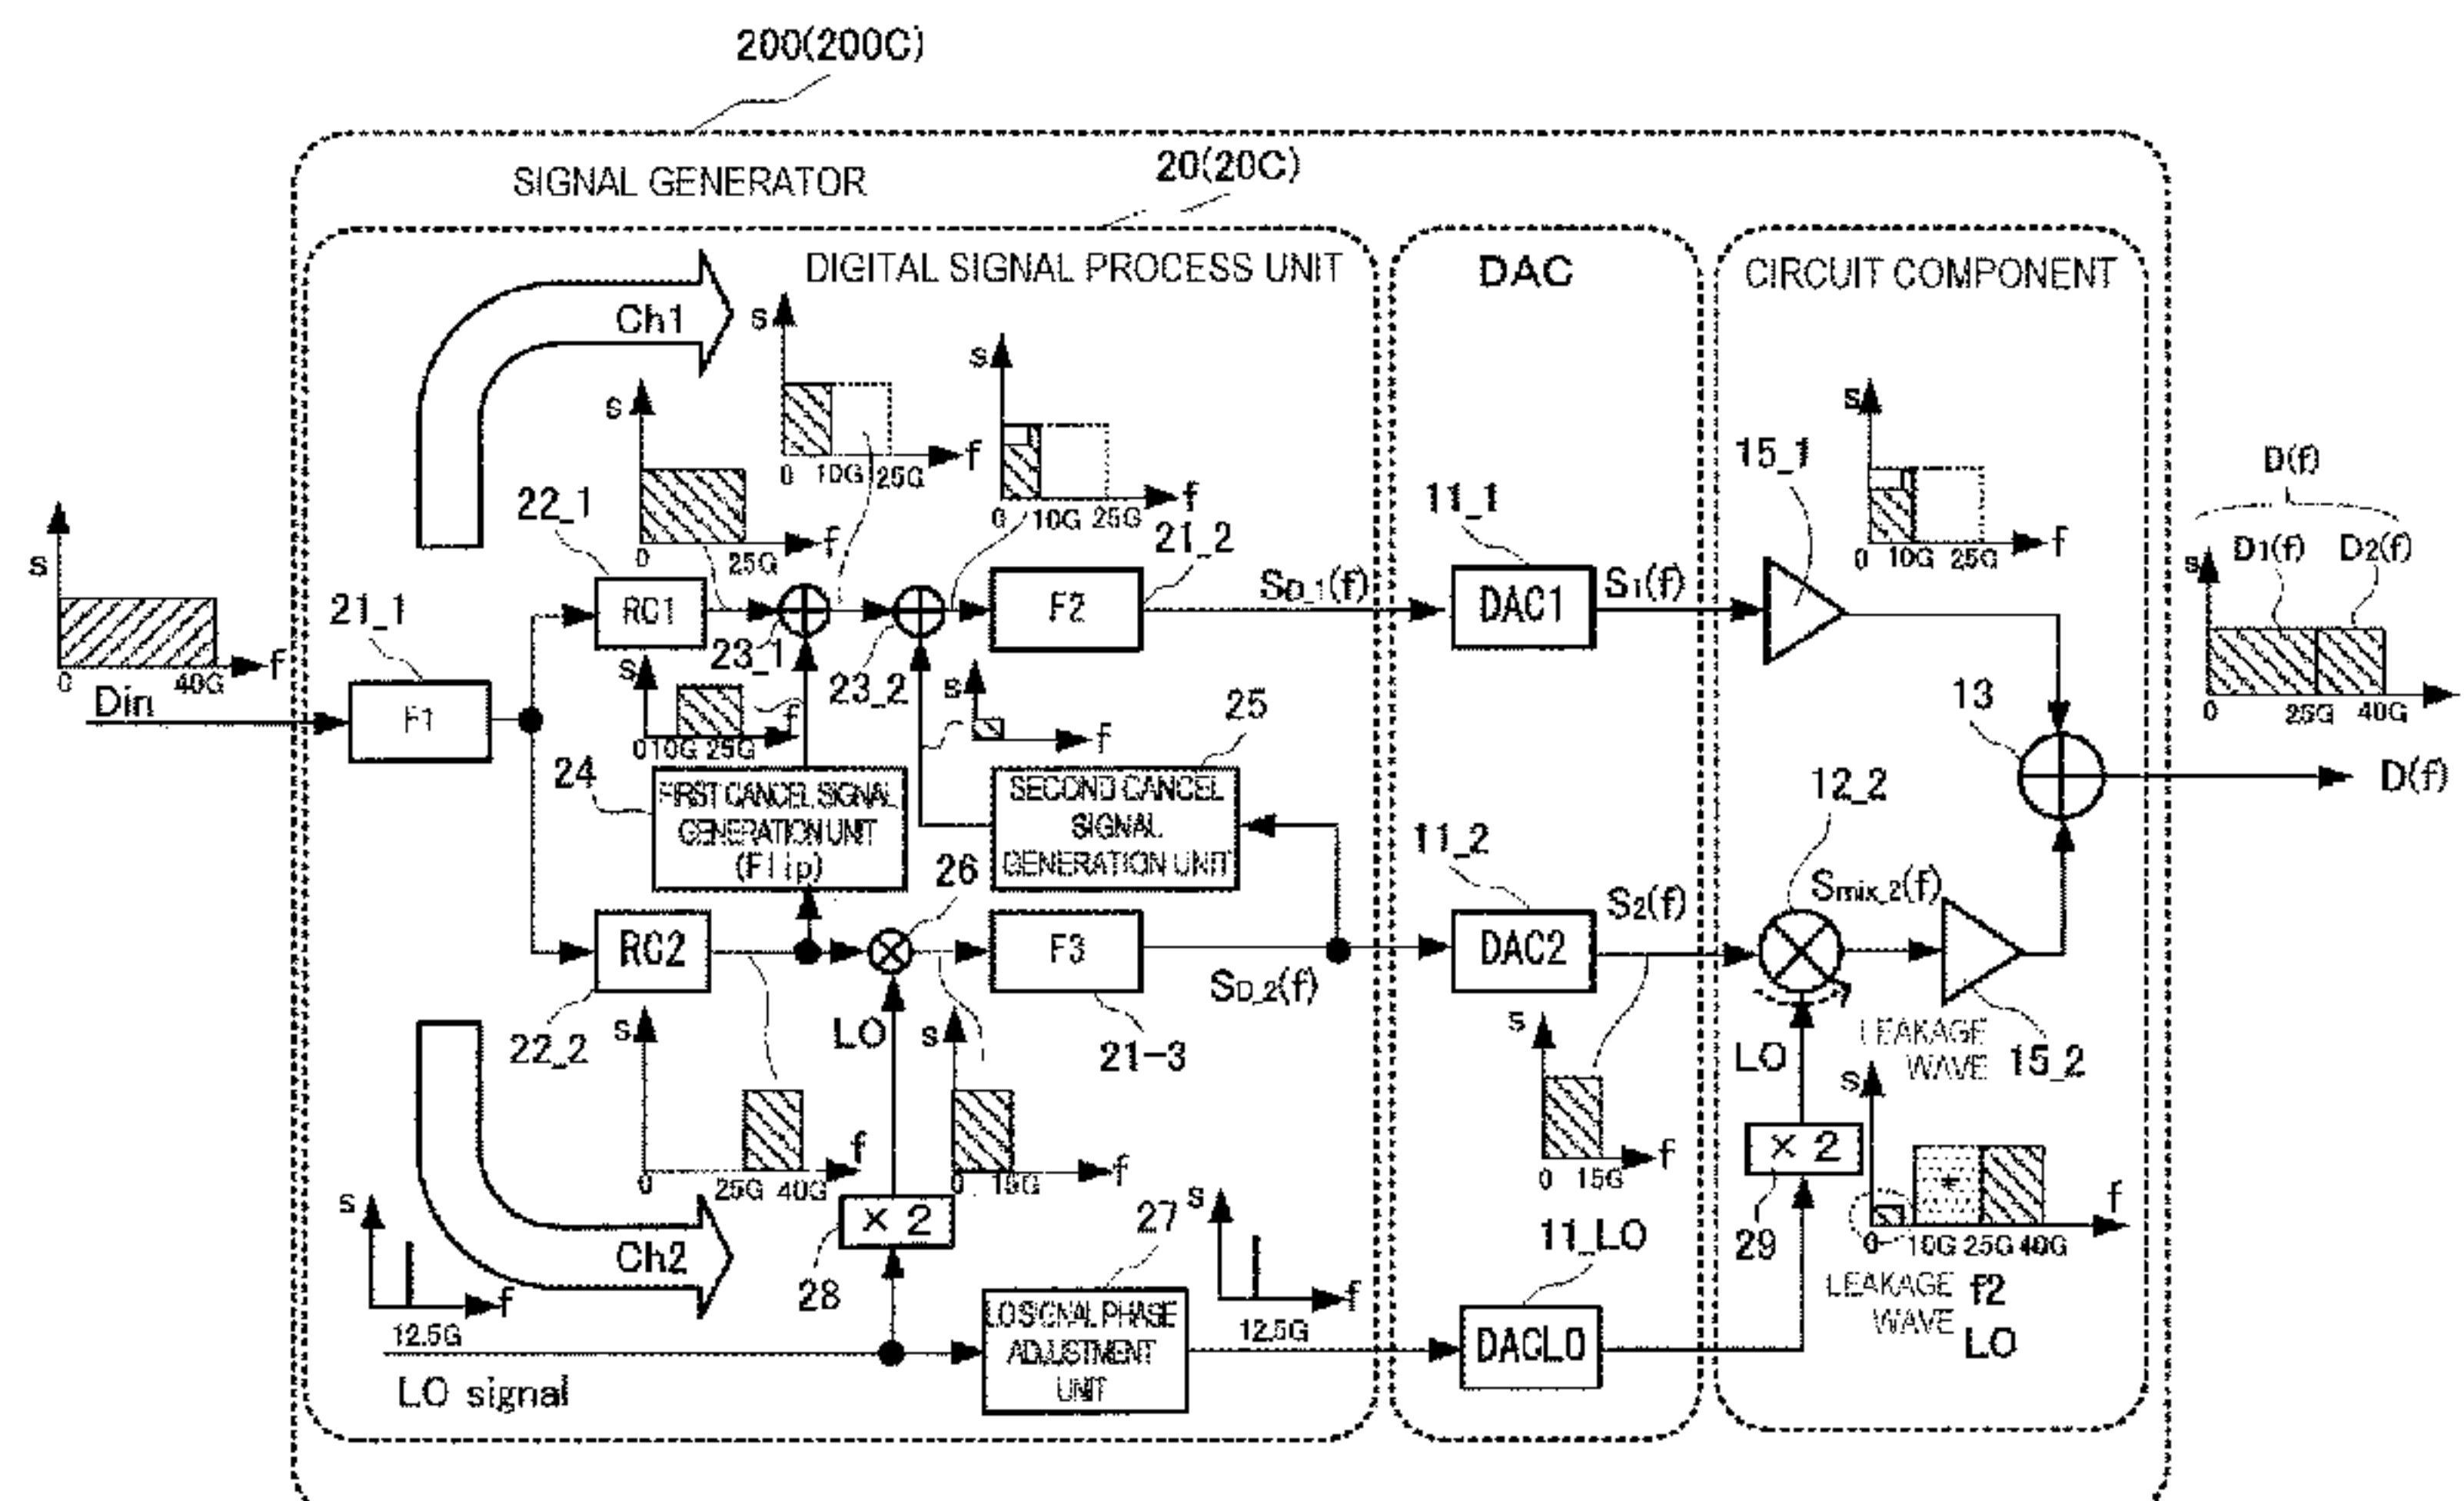 200(200C)
SIGNAL GENERATOR
20(20C)
DIGITAL SIGNAL PROCESS UNIT
DAC
CIRCUIT COMPONENT
Ch1
s
f
0 10G 25G
s
f
0 10G 25G
s
f
0 25G
s
f
0 10G 25G
s
f
0 40G
Din
21_1
F1
22_1
RC1
23_1
23_2
21_2
F2
SD_1(f)
11_1
DAC1
S1(f)
15_1
D(f)
D1(f) D2(f)
s
0 25G 40G
s
f
0 10G 25G
s
f
24
FIRST CANCEL SIGNAL
GENERATION UNIT
(Flip)
25
SECOND CANCEL
SIGNAL
GENERATION UNIT
13
D(f)
12_2
22_2
RC2
26
F3
21-3
SD_2(f)
11_2
DAC2
S2(f)
Smix_2(f)
15_2
LEAKAGE
WAVE
LO
s
f
0 25G 40G
LO
s
f
0 15G
s
f
0 15G
× 2
28
× 2
29
s
f
0 10G 25G 40G
LEAKAGE
WAVE
f2
LO
Ch2
s
f
12.5G
LO signal
27
LO SIGNAL PHASE
ADJUSTMENT
UNIT
s
f
12.5G
11_LO
DACLO